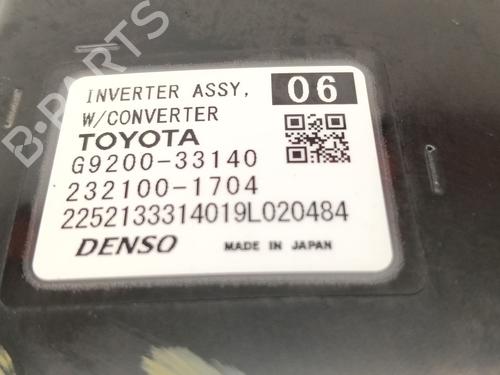 INVERTER ASSY, 06
W/CONVERTER
TOYOTA
G9200-33140
232100-1704
2252133314019L020484
DENSO MADE IN JAPAN
B-PARTS